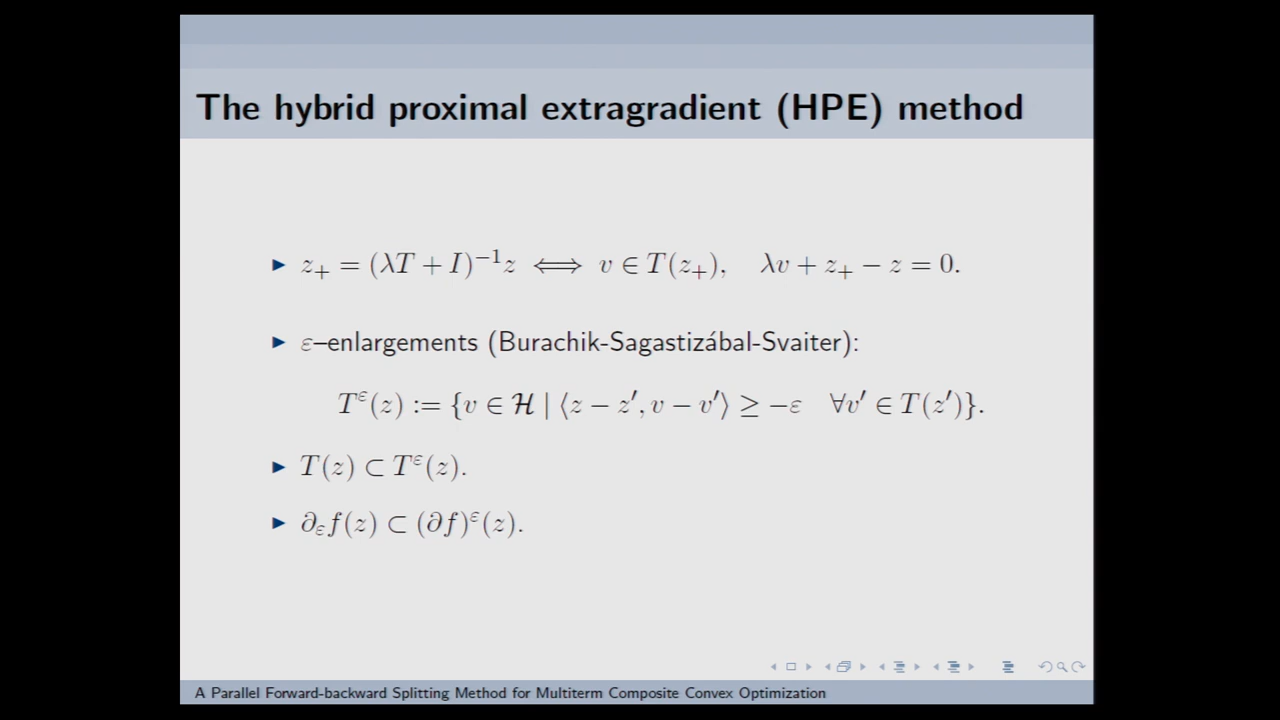 The hybrid proximal extragradient (HPE) method
▶ z₊ = (λT + I)⁻¹z ⟺ v ∈ T(z₊), λv + z₊ − z = 0.
▶ ε–enlargements (Burachik-Sagastizábal-Svaiter):
T^ε(z) := {v ∈ ℋ | ⟨z − z′, v − v′⟩ ≥ −ε ∀v′ ∈ T(z′)}.
▶ T(z) ⊂ T^ε(z).
▶ ∂_εf(z) ⊂ (∂f)^ε(z).
A Parallel Forward-backward Splitting Method for Multiterm Composite Convex Optimization